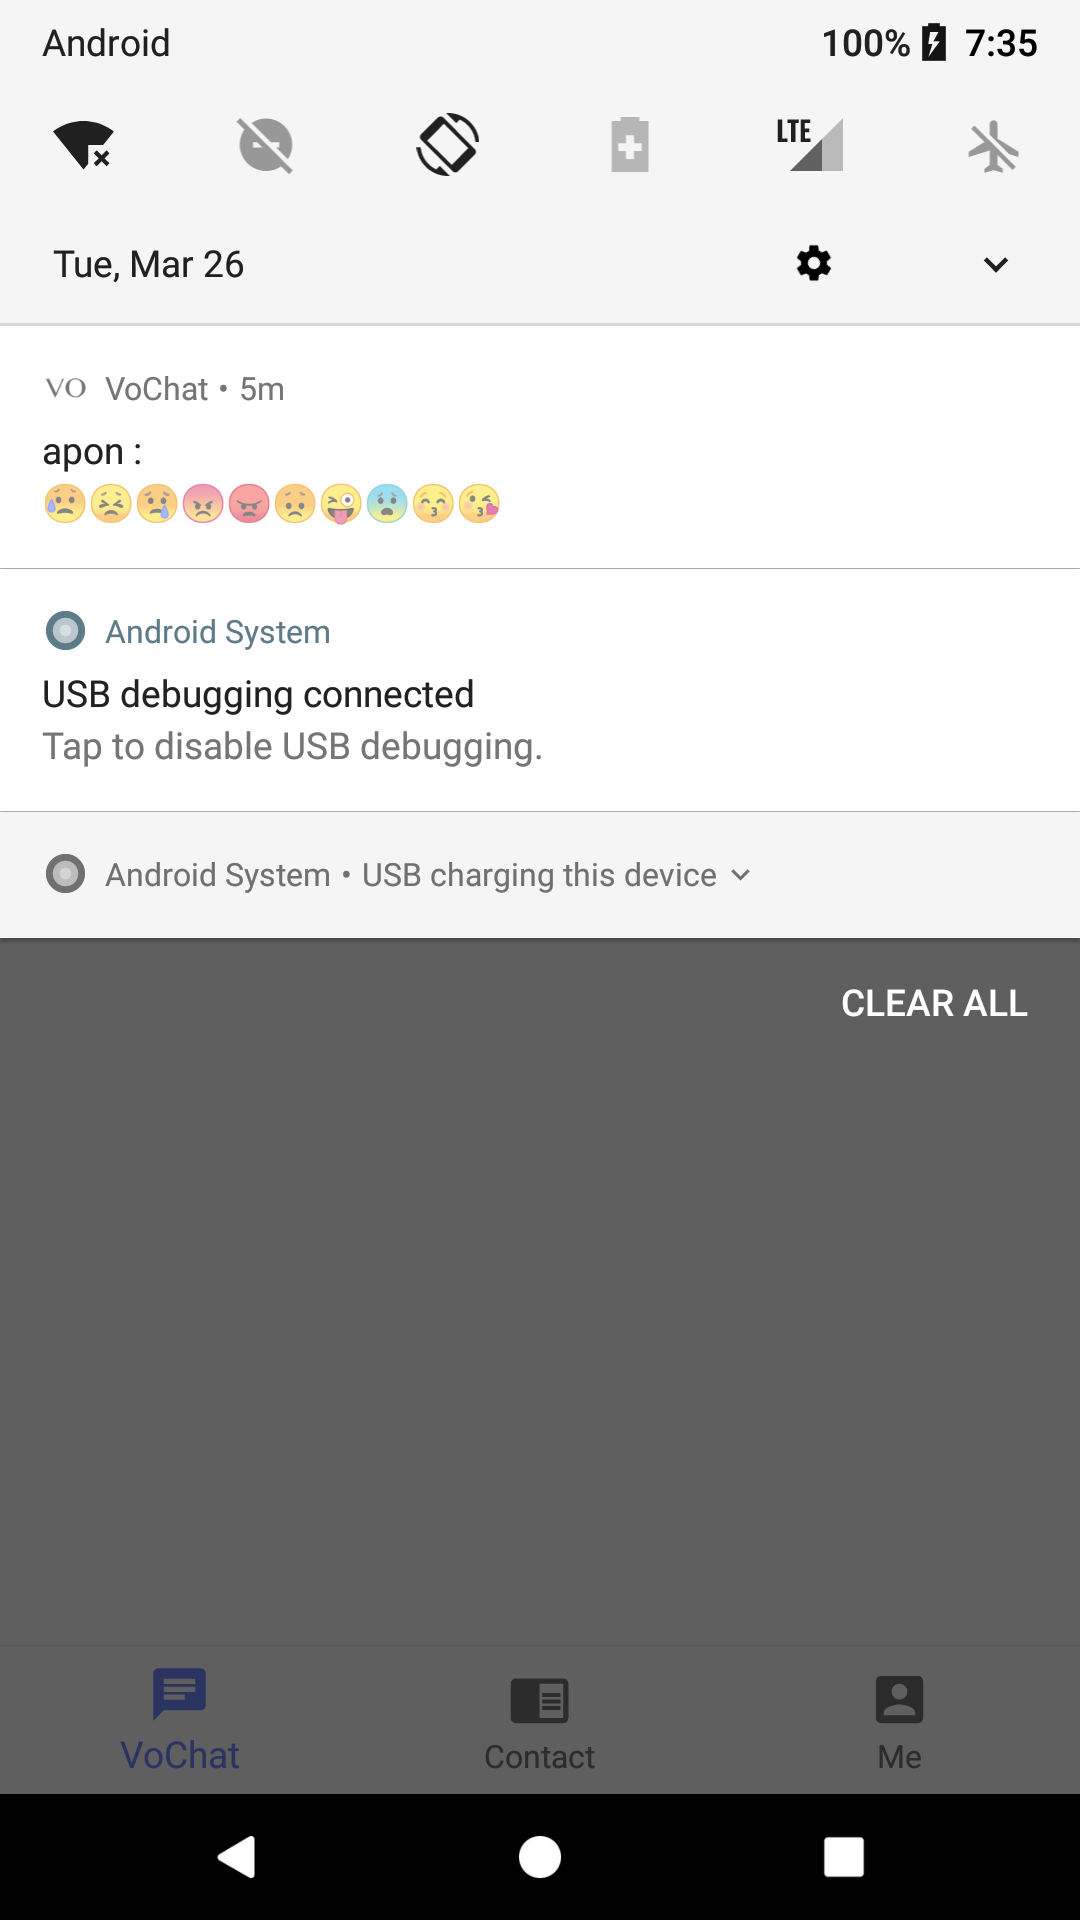 Android 100% 7:35
LTE
Tue, Mar 26
VO VoChat • 5m
apon :
😥😣😢😡😠😟😜😨😙😘
Android System
USB debugging connected
Tap to disable USB debugging.
Android System • USB charging this device
CLEAR ALL
VoChat Contact Me